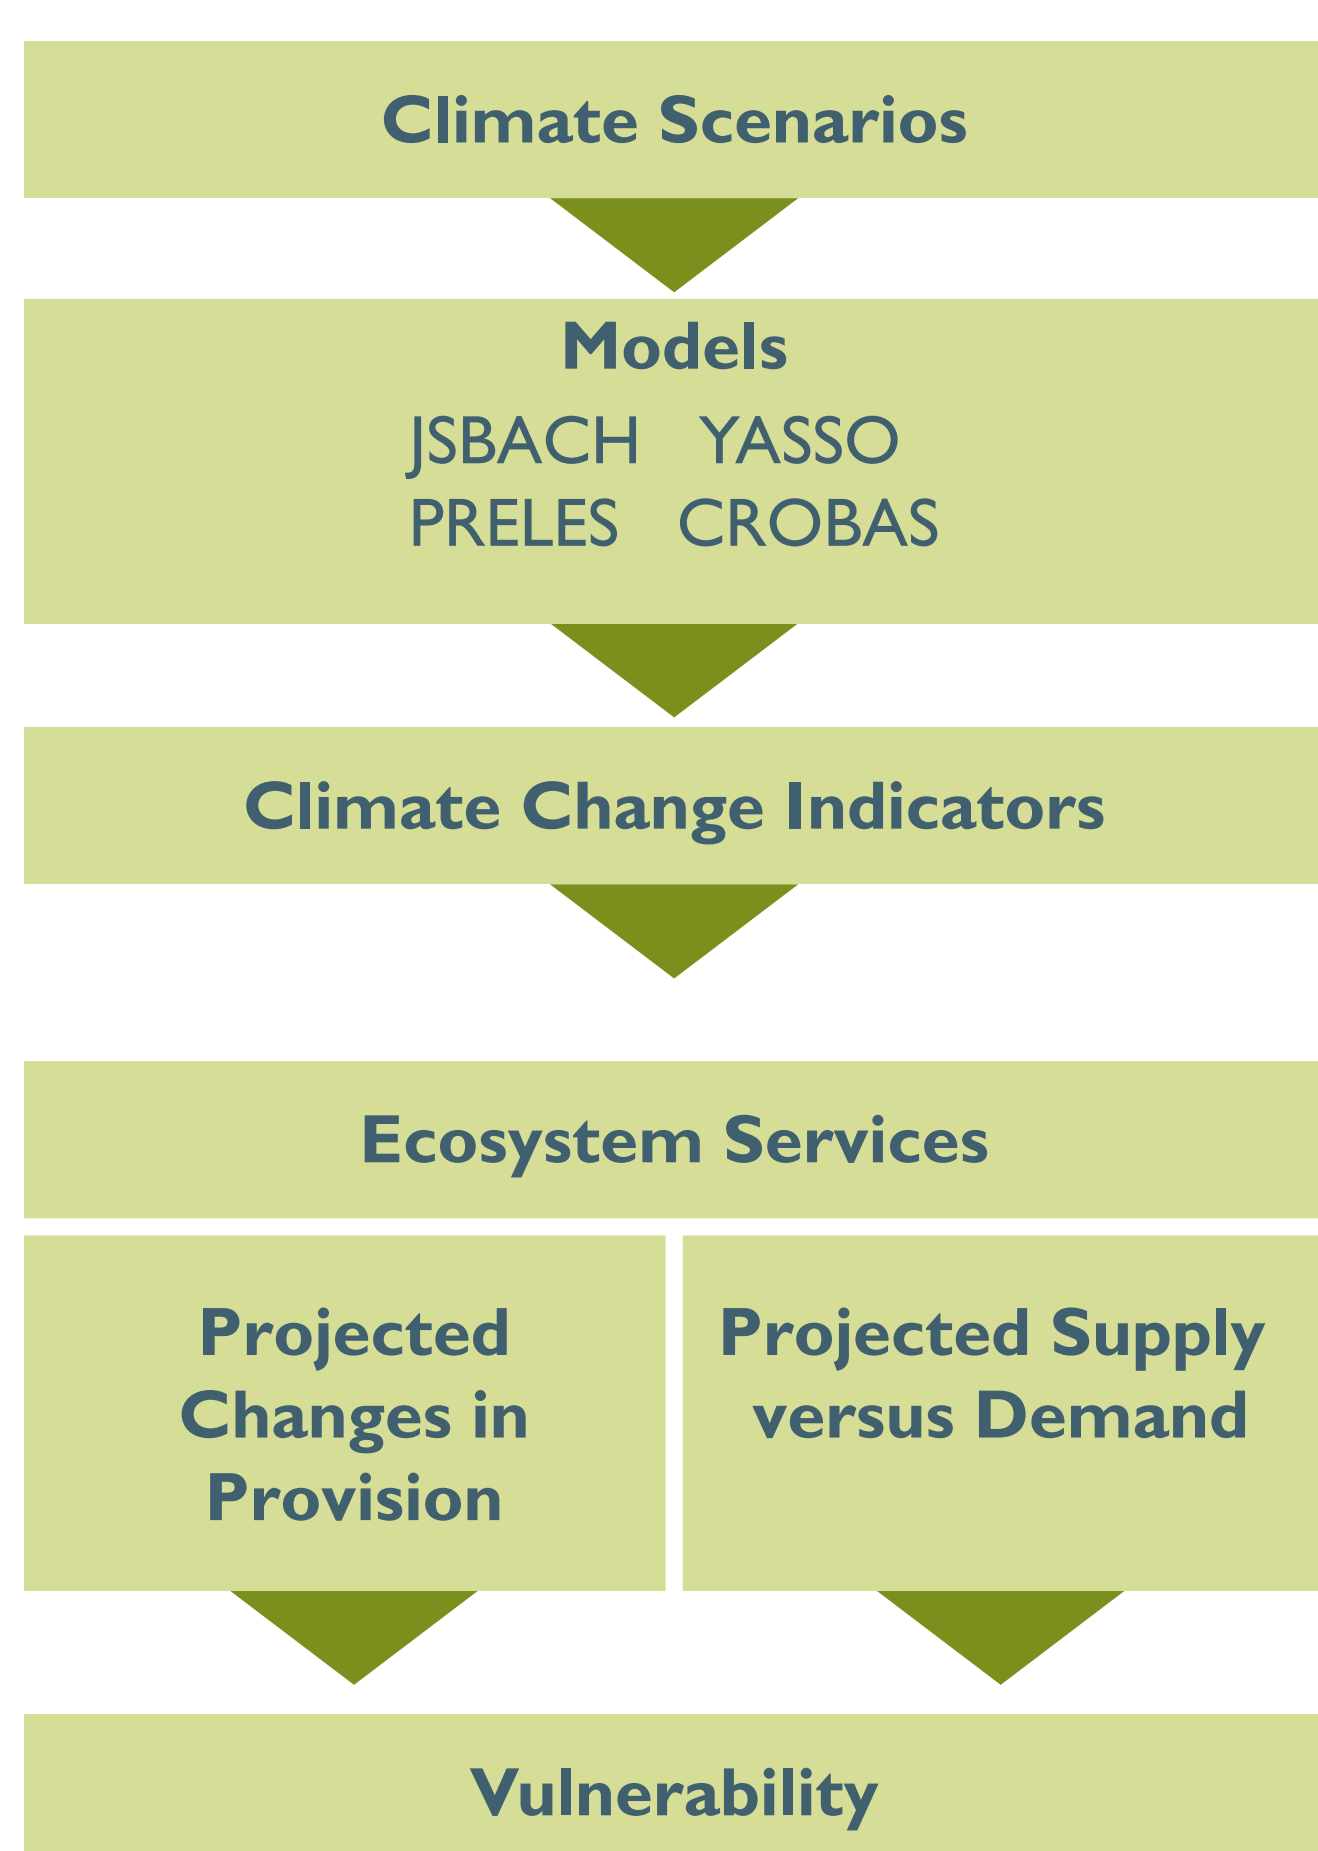 Climate Scenarios
Models
JSBACH YASSO
PRELES CROBAS
Climate Change Indicators
Ecosystem Services
Projected
Changes in
Provision
Projected Supply
versus Demand
Vulnerability